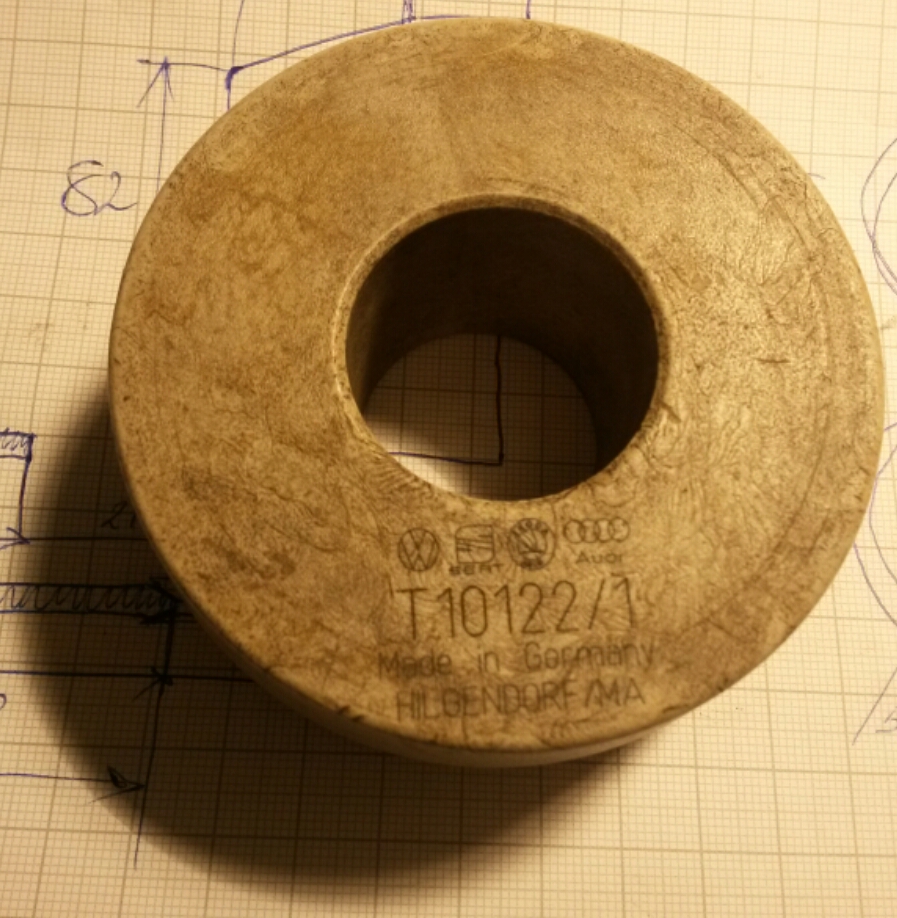 82
SEAT
Audi
T10122/1
Made in Germany
HILGENDORF/MA